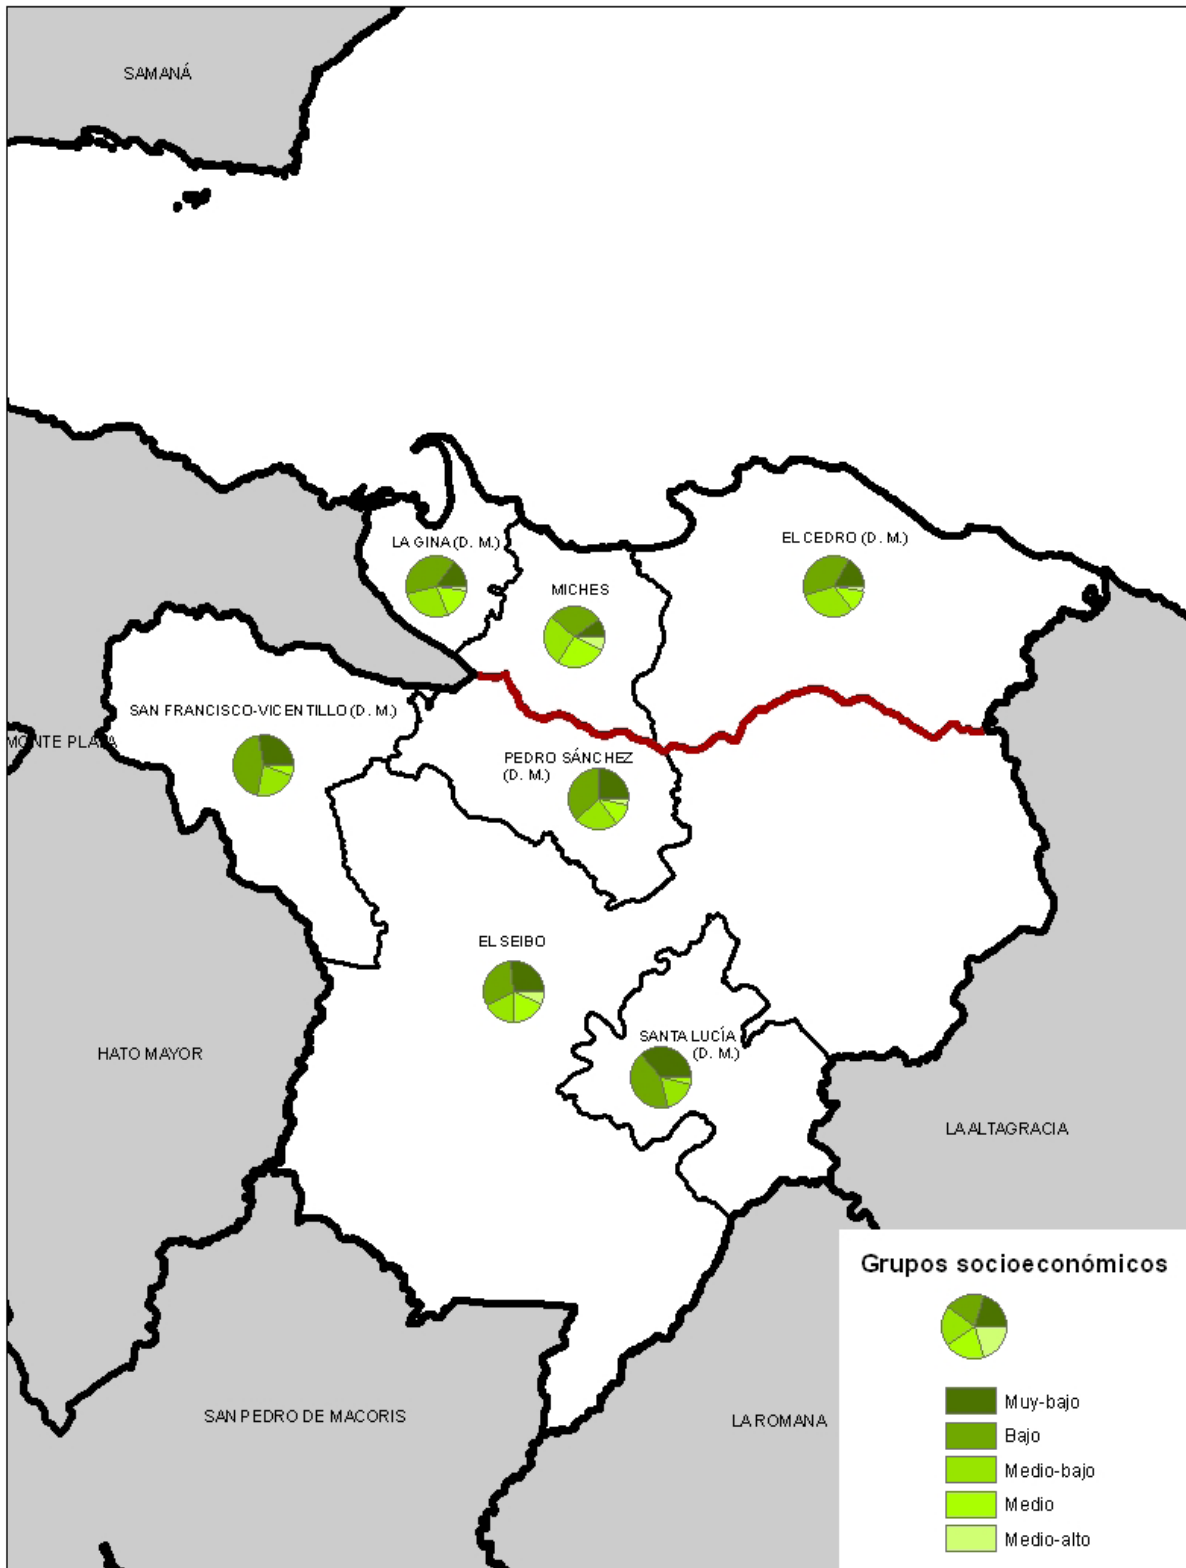 SAMANÁ
LA GINA (D. M.)
EL CEDRO (D. M.)
MICHES
SAN FRANCISCO-VICENTILLO (D. M.)
MONTE PLATA
PEDRO SÁNCHEZ
(D. M.)
EL SEIBO
SANTA LUCÍA
(D. M.)
HATO MAYOR
LA ALTAGRACIA
SAN PEDRO DE MACORIS
LA ROMANA
Grupos socioeconómicos
Muy-bajo
Bajo
Medio-bajo
Medio
Medio-alto